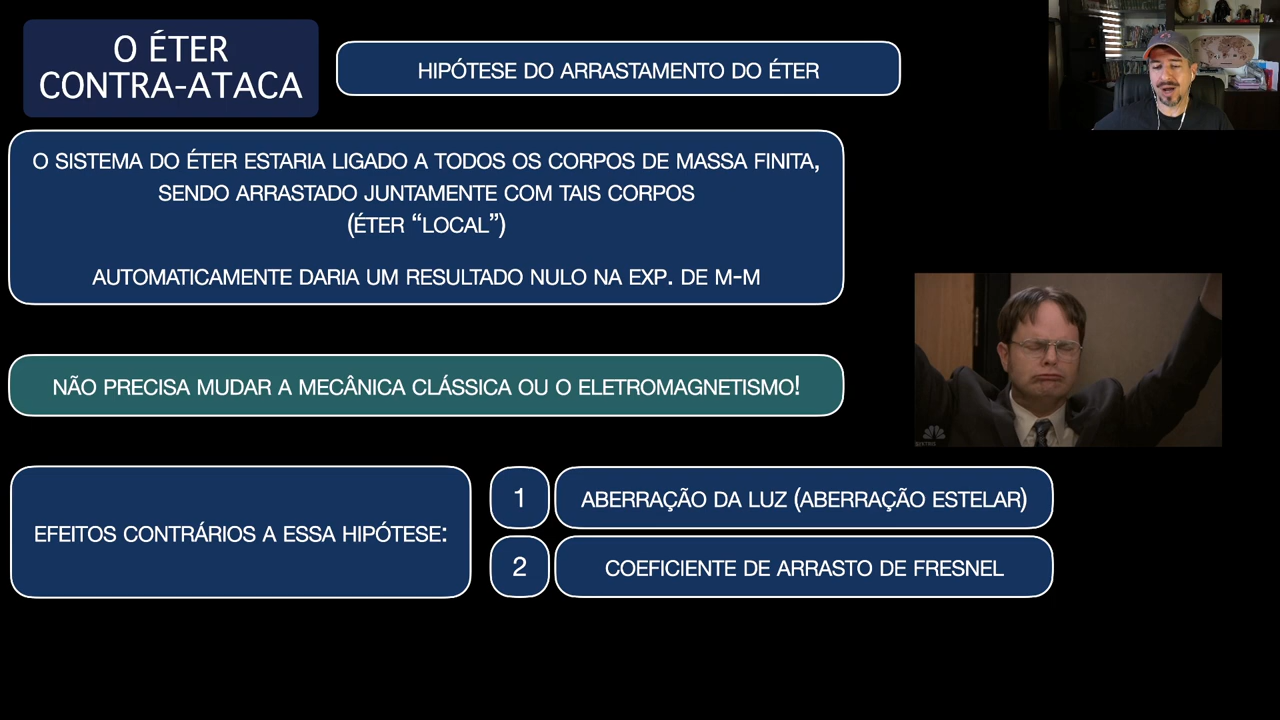 O ÉTER
CONTRA-ATACA
HIPÓTESE DO ARRASTAMENTO DO ÉTER
O SISTEMA DO ÉTER ESTARIA LIGADO A TODOS OS CORPOS DE MASSA FINITA,
SENDO ARRASTADO JUNTAMENTE COM TAIS CORPOS
(ÉTER “LOCAL”)
AUTOMATICAMENTE DARIA UM RESULTADO NULO NA EXP. DE M-M
NÃO PRECISA MUDAR A MECÂNICA CLÁSSICA OU O ELETROMAGNETISMO!
EFEITOS CONTRÁRIOS A ESSA HIPÓTESE:
1
ABERRAÇÃO DA LUZ (ABERRAÇÃO ESTELAR)
2
COEFICIENTE DE ARRASTO DE FRESNEL